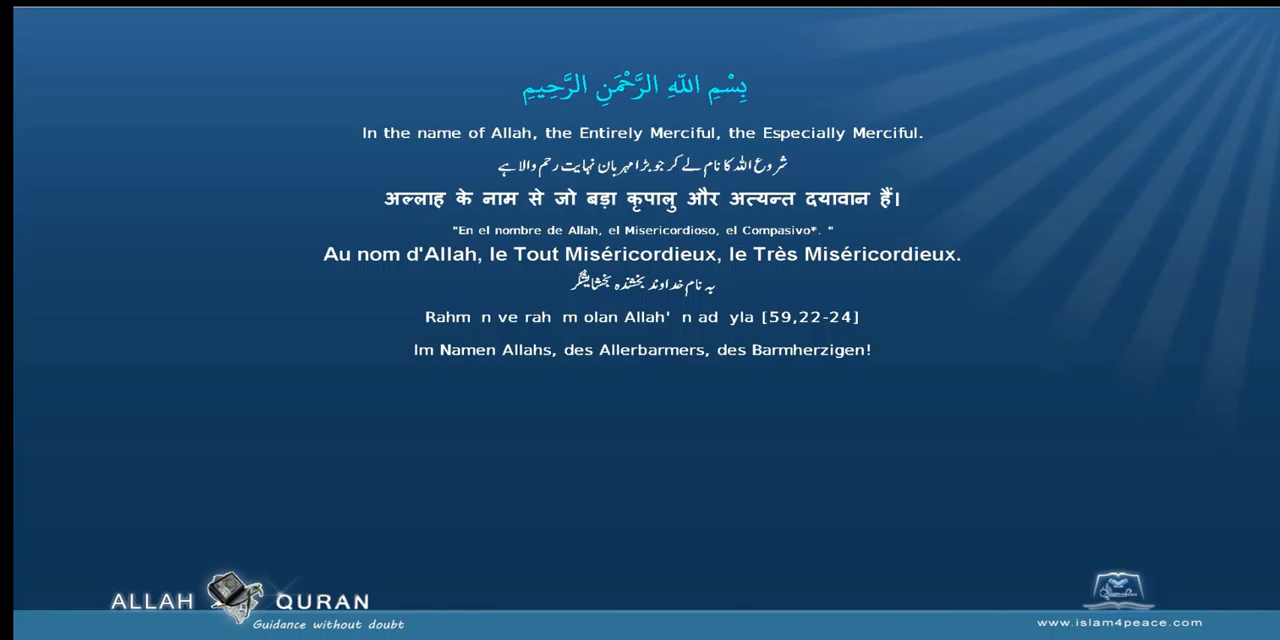 بِسْمِ اللّهِ الرَّحْمَنِ الرَّحِيمِ
In the name of Allah, the Entirely Merciful, the Especially Merciful.
شروع اللہ کا نام لے کر جو بڑا مہربان نہایت رحم والا ہے
अल्लाह के नाम से जो बड़ा कृपालु और अत्यन्त दयावान हैं।
"En el nombre de Allah, el Misericordioso, el Compasivo*. "
Au nom d'Allah, le Tout Miséricordieux, le Très Miséricordieux.
به نام خداوند بخشنده بخشایشگر
Rahm n ve rah m olan Allah' n ad yla [59,22-24]
Im Namen Allahs, des Allerbarmers, des Barmherzigen!
ALLAH QURAN
Guidance without doubt
www.islam4peace.com